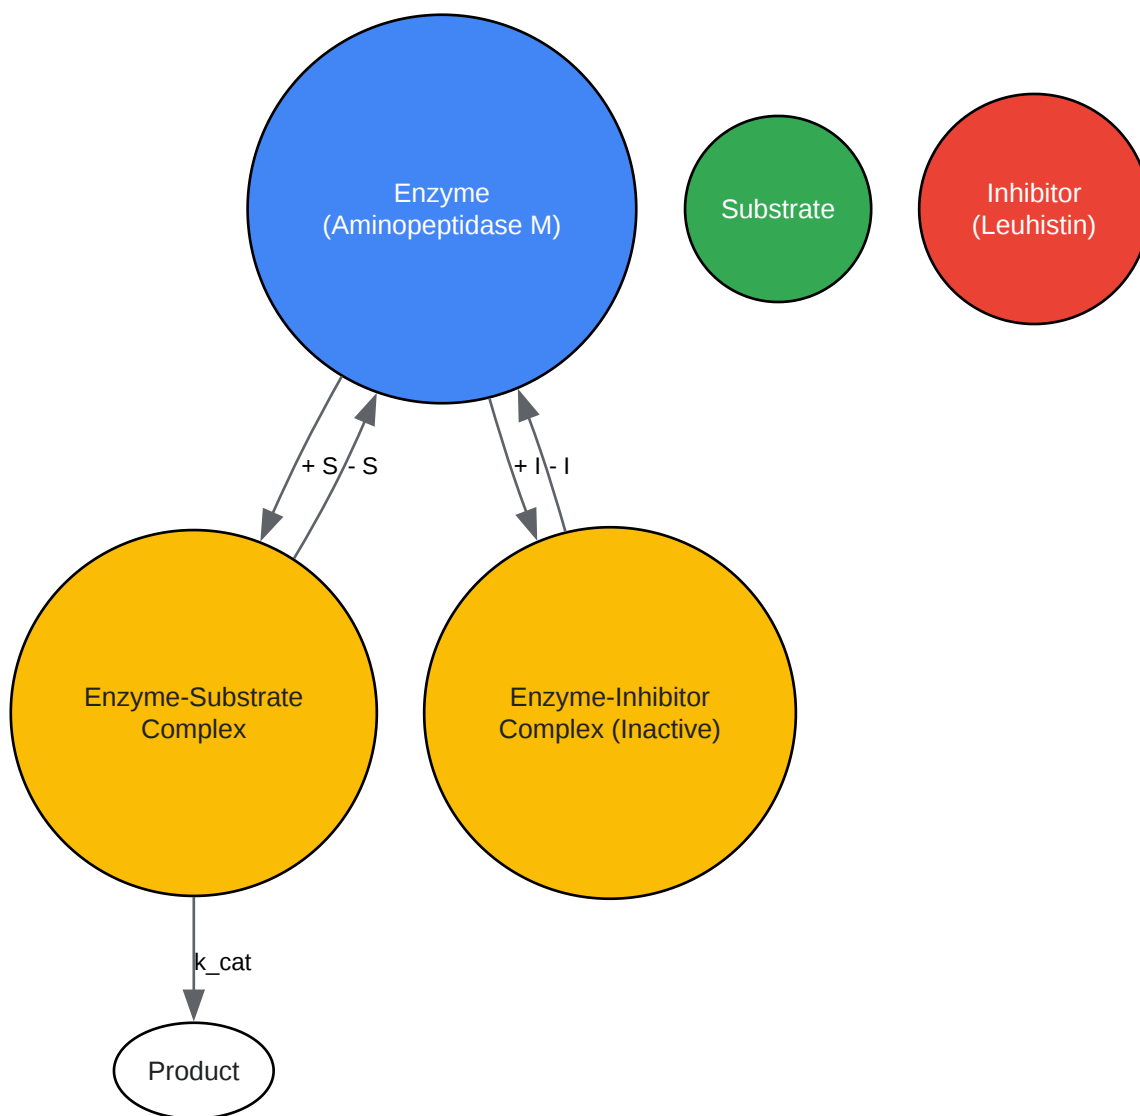 Enzyme
(Aminopeptidase M)
Substrate
Inhibitor
(Leuhistin)
+ S
- S
+ I
- I
Enzyme-Substrate
Complex
Enzyme-Inhibitor
Complex (Inactive)
k_cat
Product